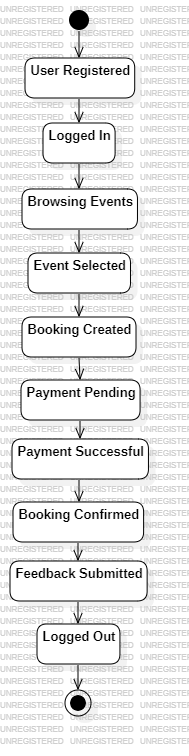 User Registered
Logged In
Browsing Events
Event Selected
Booking Created
Payment Pending
Payment Successful
Booking Confirmed
Feedback Submitted
Logged Out